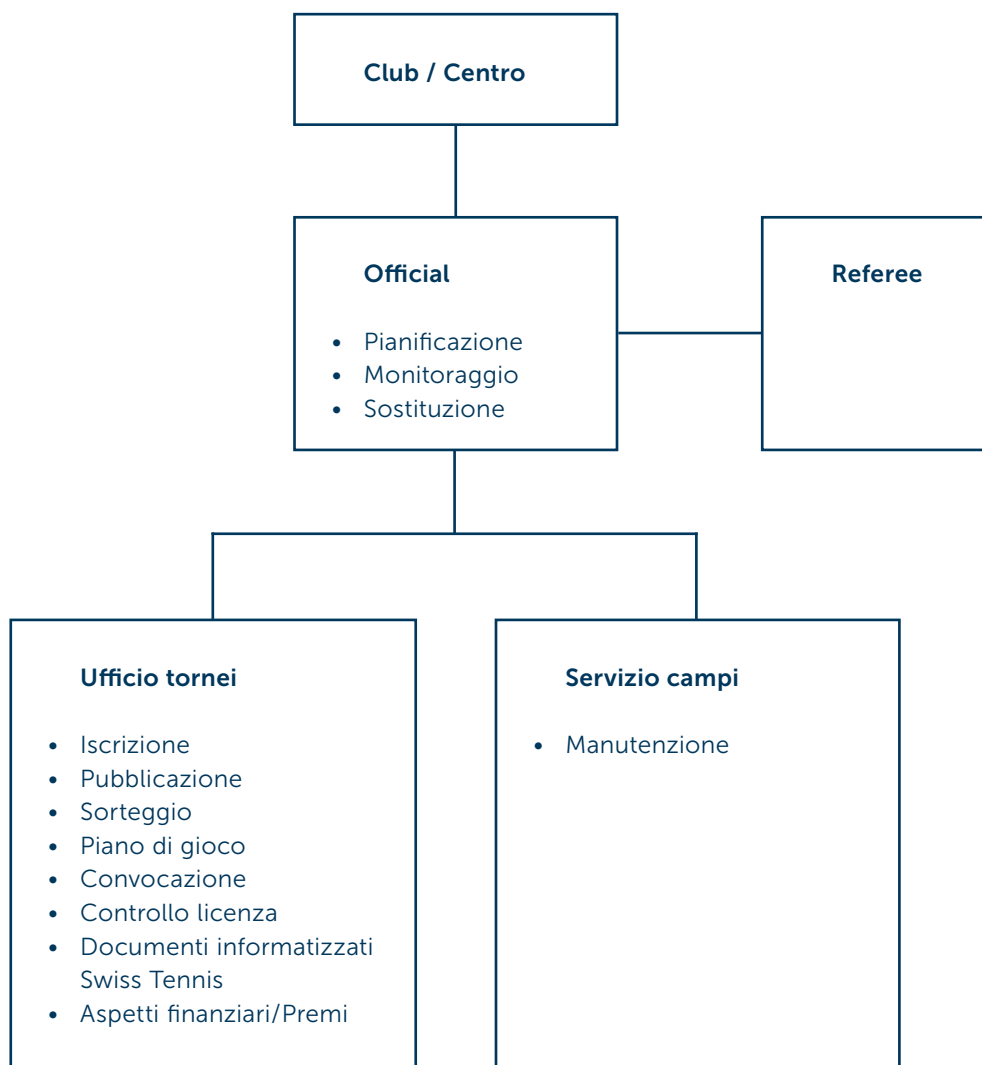 Club / Centro
Official
• Pianificazione
• Monitoraggio
• Sostituzione
Referee
Ufficio tornei
• Iscrizione
• Pubblicazione
• Sorteggio
• Piano di gioco
• Convocazione
• Controllo licenza
• Documenti informatizzati
Swiss Tennis
• Aspetti finanziari/Premi
Servizio campi
• Manutenzione